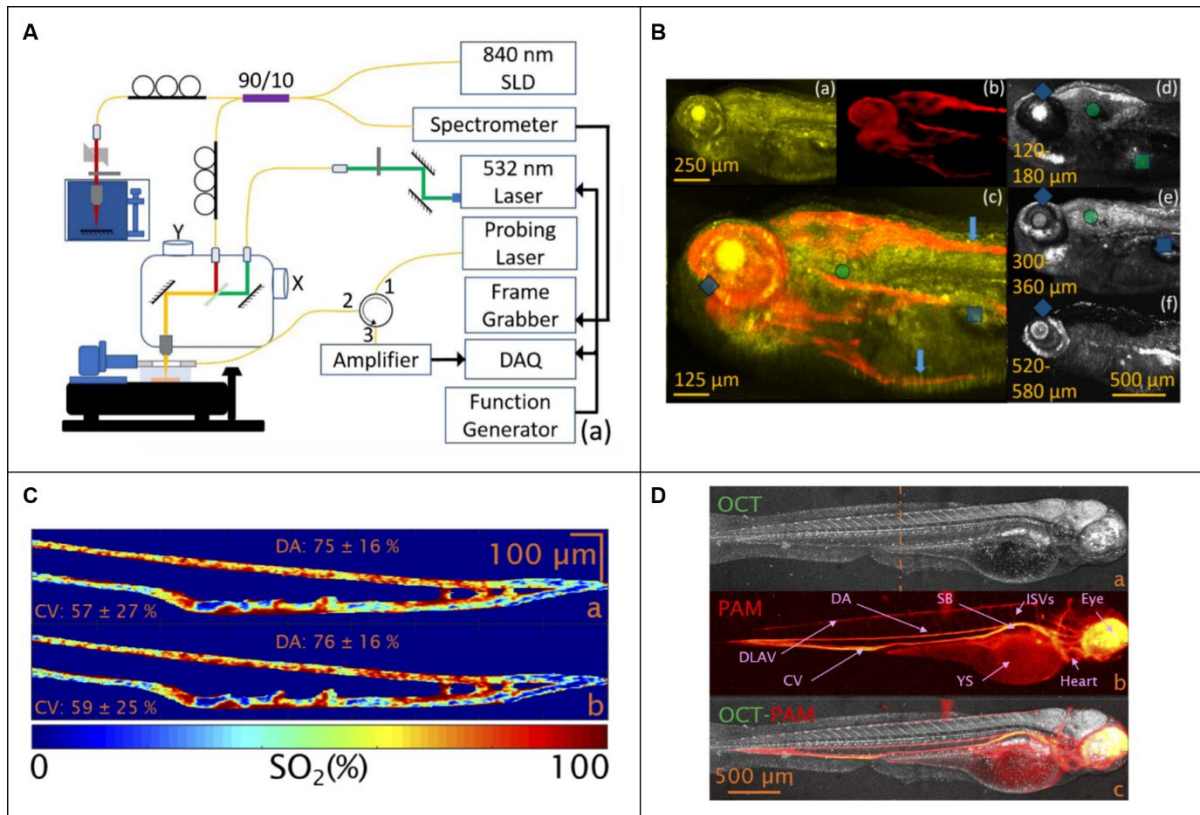 A
840 nm
SLD
90/10
Spectrometer
532 nm
Laser
Probing
Laser
Y
X
1
2
3
Frame
Grabber
Amplifier
DAQ
Function
Generator
(a)
B
(a)
(b)
(d)
250 µm
120-
180 µm
(c)
(e)
300-
360 µm
(f)
125 µm
520-
580 µm
500 µm
C
DA: 75 ± 16 %
100 µm
CV: 57 ± 27 %
a
DA: 76 ± 16 %
CV: 59 ± 25 %
b
0
SO2(%)
100
D
OCT
a
PAM
DA
SB
ISVs
Eye
DLAV
CV
YS
Heart
b
OCT-PAM
500 µm
c